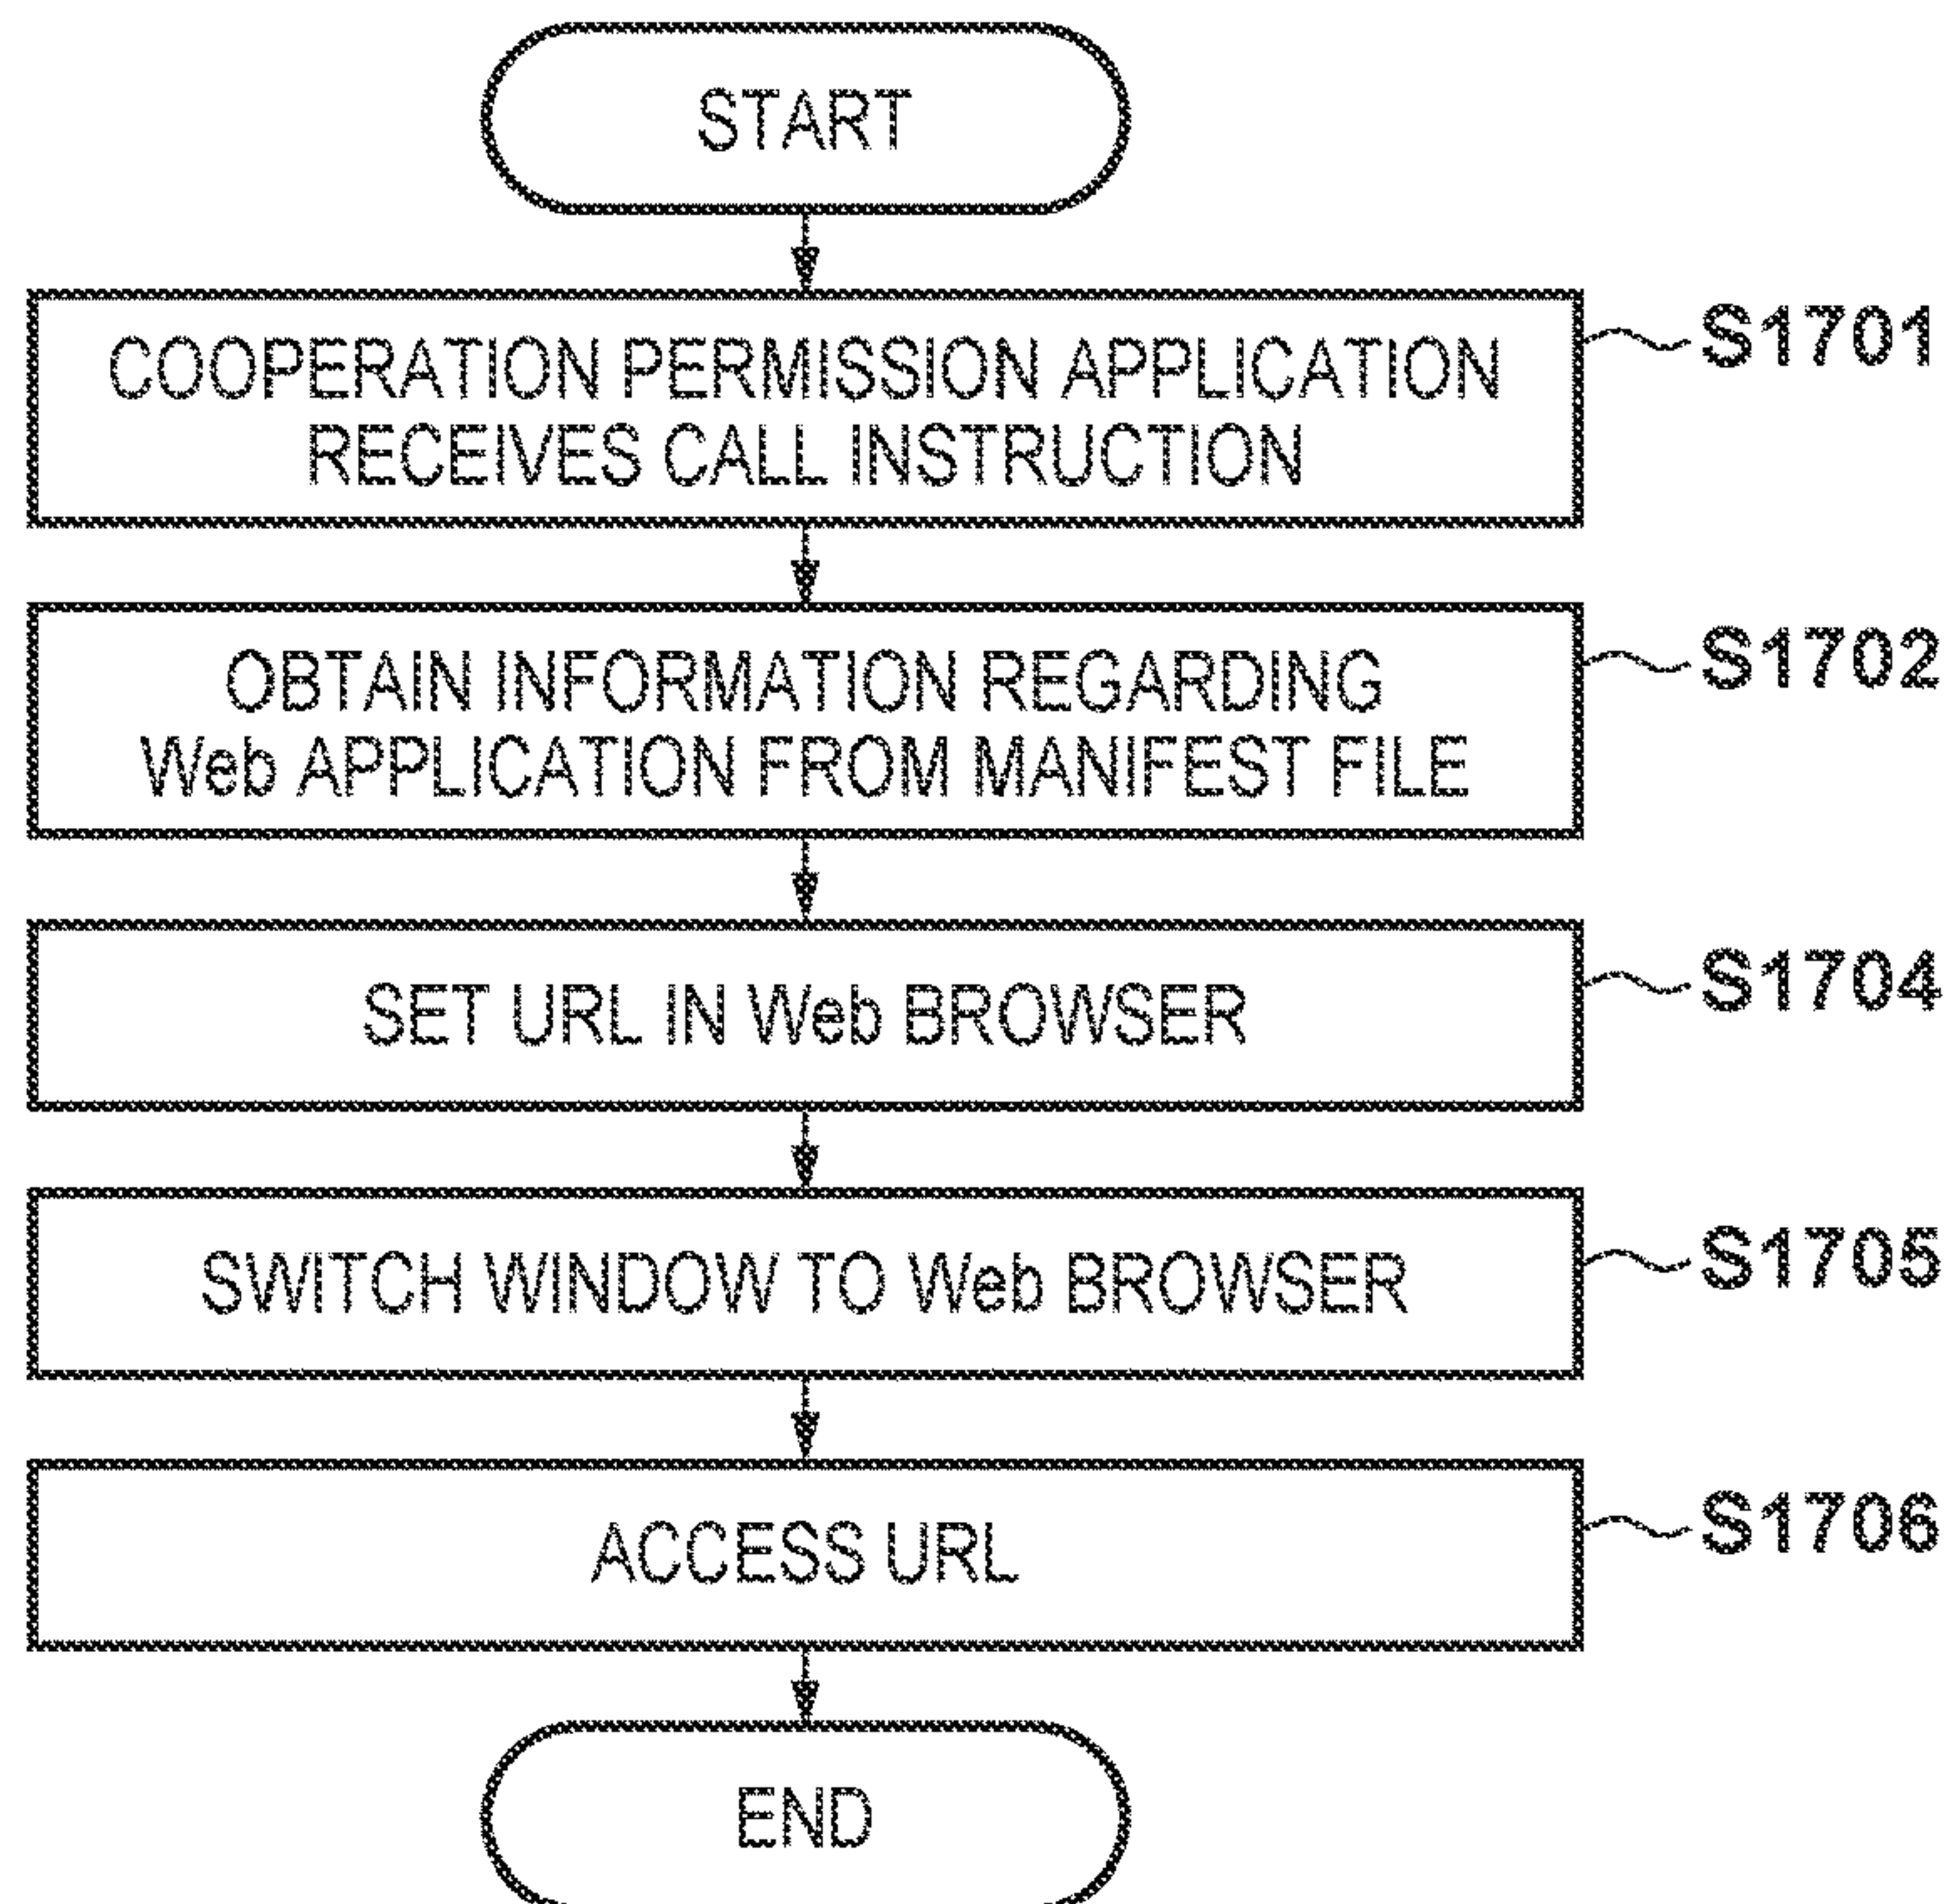 START
COOPERATION PERMISSION APPLICATION
RECEIVES CALL INSTRUCTION
S1701
OBTAIN INFORMATION REGARDING
Web APPLICATION FROM MANIFEST FILE
S1702
SET URL IN Web BROWSER
S1704
SWITCH WINDOW TO Web BROWSER
S1705
ACCESS URL
S1706
END